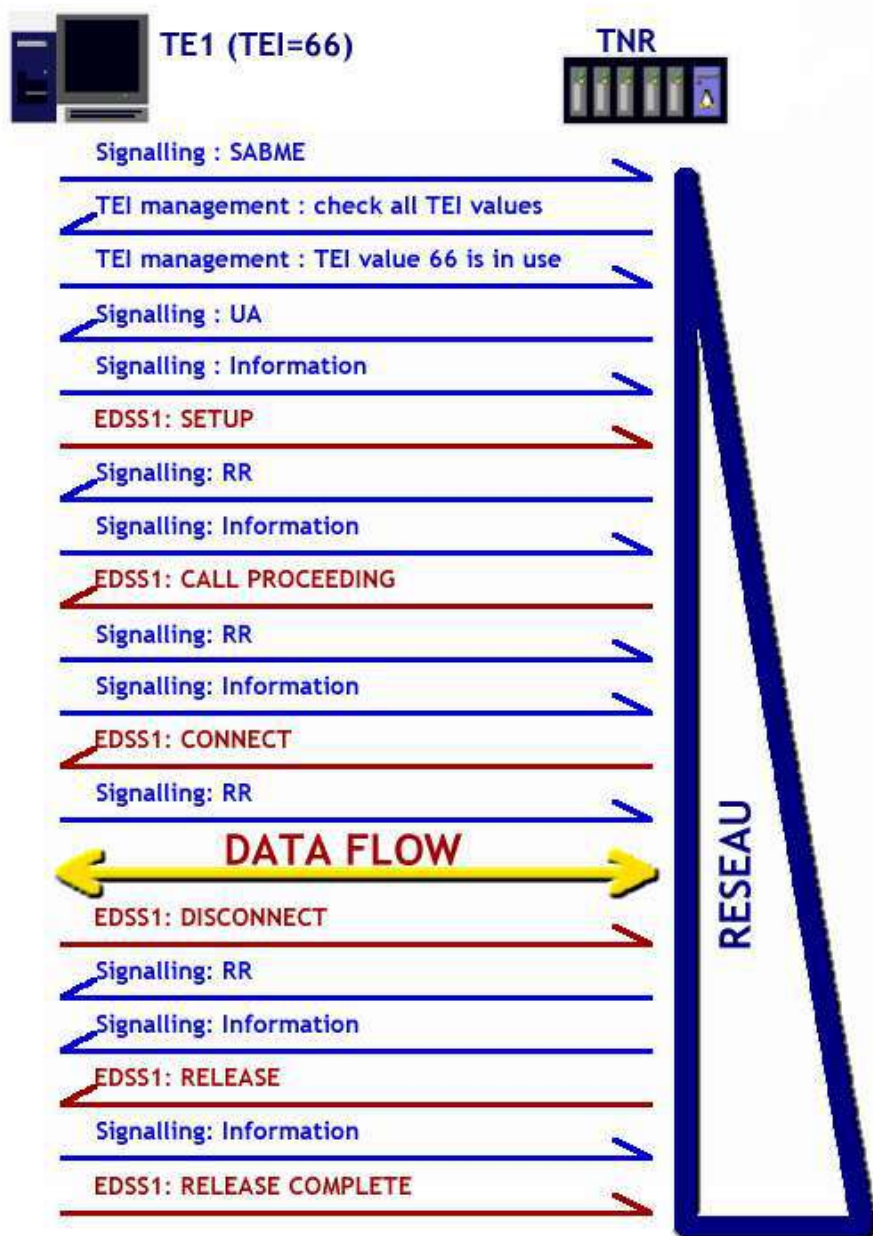 TE1 (TEI=66)
TNR
Signalling : SABME
TEI management : check all TEI values
TEI management : TEI value 66 is in use
Signalling : UA
Signalling : Information
EDSS1: SETUP
Signalling: RR
Signalling: Information
EDSS1: CALL PROCEEDING
Signalling: RR
Signalling: Information
EDSS1: CONNECT
Signalling: RR
DATA FLOW
EDSS1: DISCONNECT
Signalling: RR
Signalling: Information
EDSS1: RELEASE
Signalling: Information
EDSS1: RELEASE COMPLETE
RESEAU